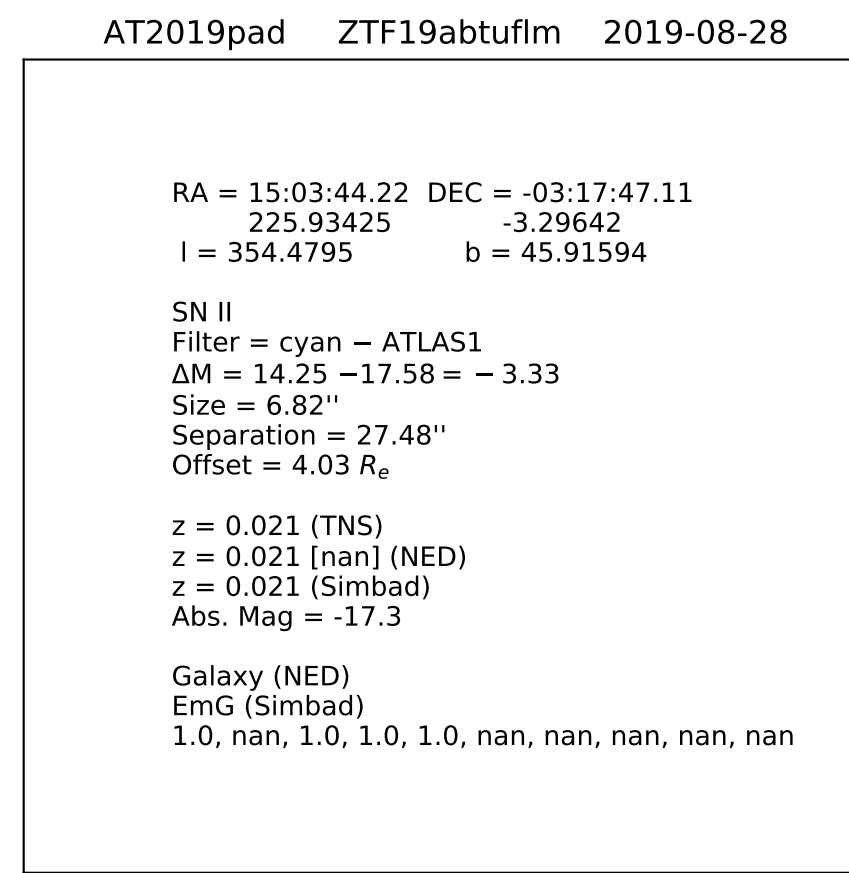 AT2019pad ZTF19abtuflm 2019-08-28
RA = 15:03:44.22 DEC = -03:17:47.11
225.93425 -3.29642
l = 354.4795 b = 45.91594
SN II
Filter = cyan − ATLAS1
ΔM = 14.25 −17.58 = − 3.33
Size = 6.82''
Separation = 27.48''
Offset = 4.03 Re
z = 0.021 (TNS)
z = 0.021 [nan] (NED)
z = 0.021 (Simbad)
Abs. Mag = -17.3
Galaxy (NED)
EmG (Simbad)
1.0, nan, 1.0, 1.0, 1.0, nan, nan, nan, nan, nan